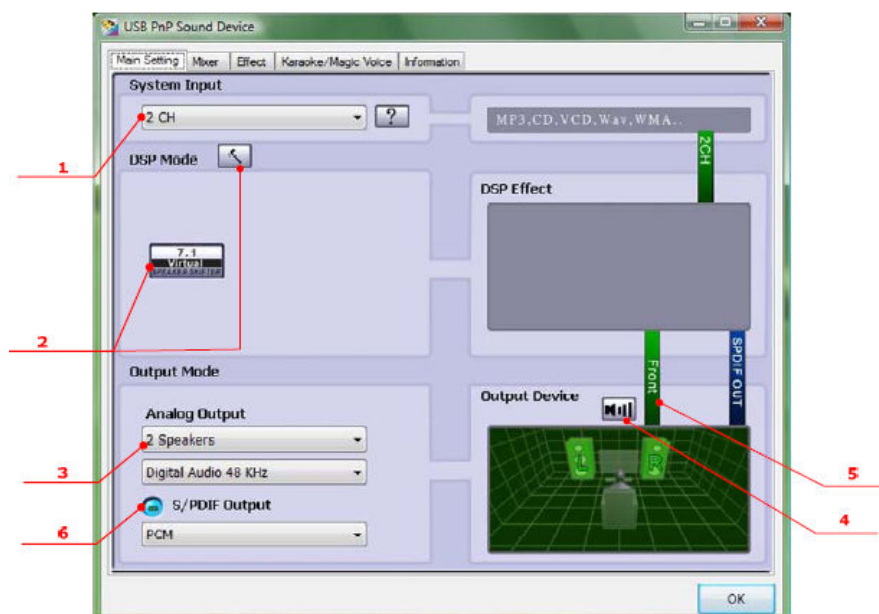 USB PnP Sound Device
Main Setting Mixer Effect Karaoke/Magic Voice Information
System Input
2 CH
?
MP3,CD,VCD,Wav,WMA..
1
DSP Mode
2CH
DSP Effect
7.1
Virtual
SPEAKER SHIFTER
2
Front
SPDIF OUT
Output Mode
Output Device
Analog Output
2 Speakers
L
R
3
Digital Audio 48 KHz
5
S/PDIF Output
4
6
PCM
OK